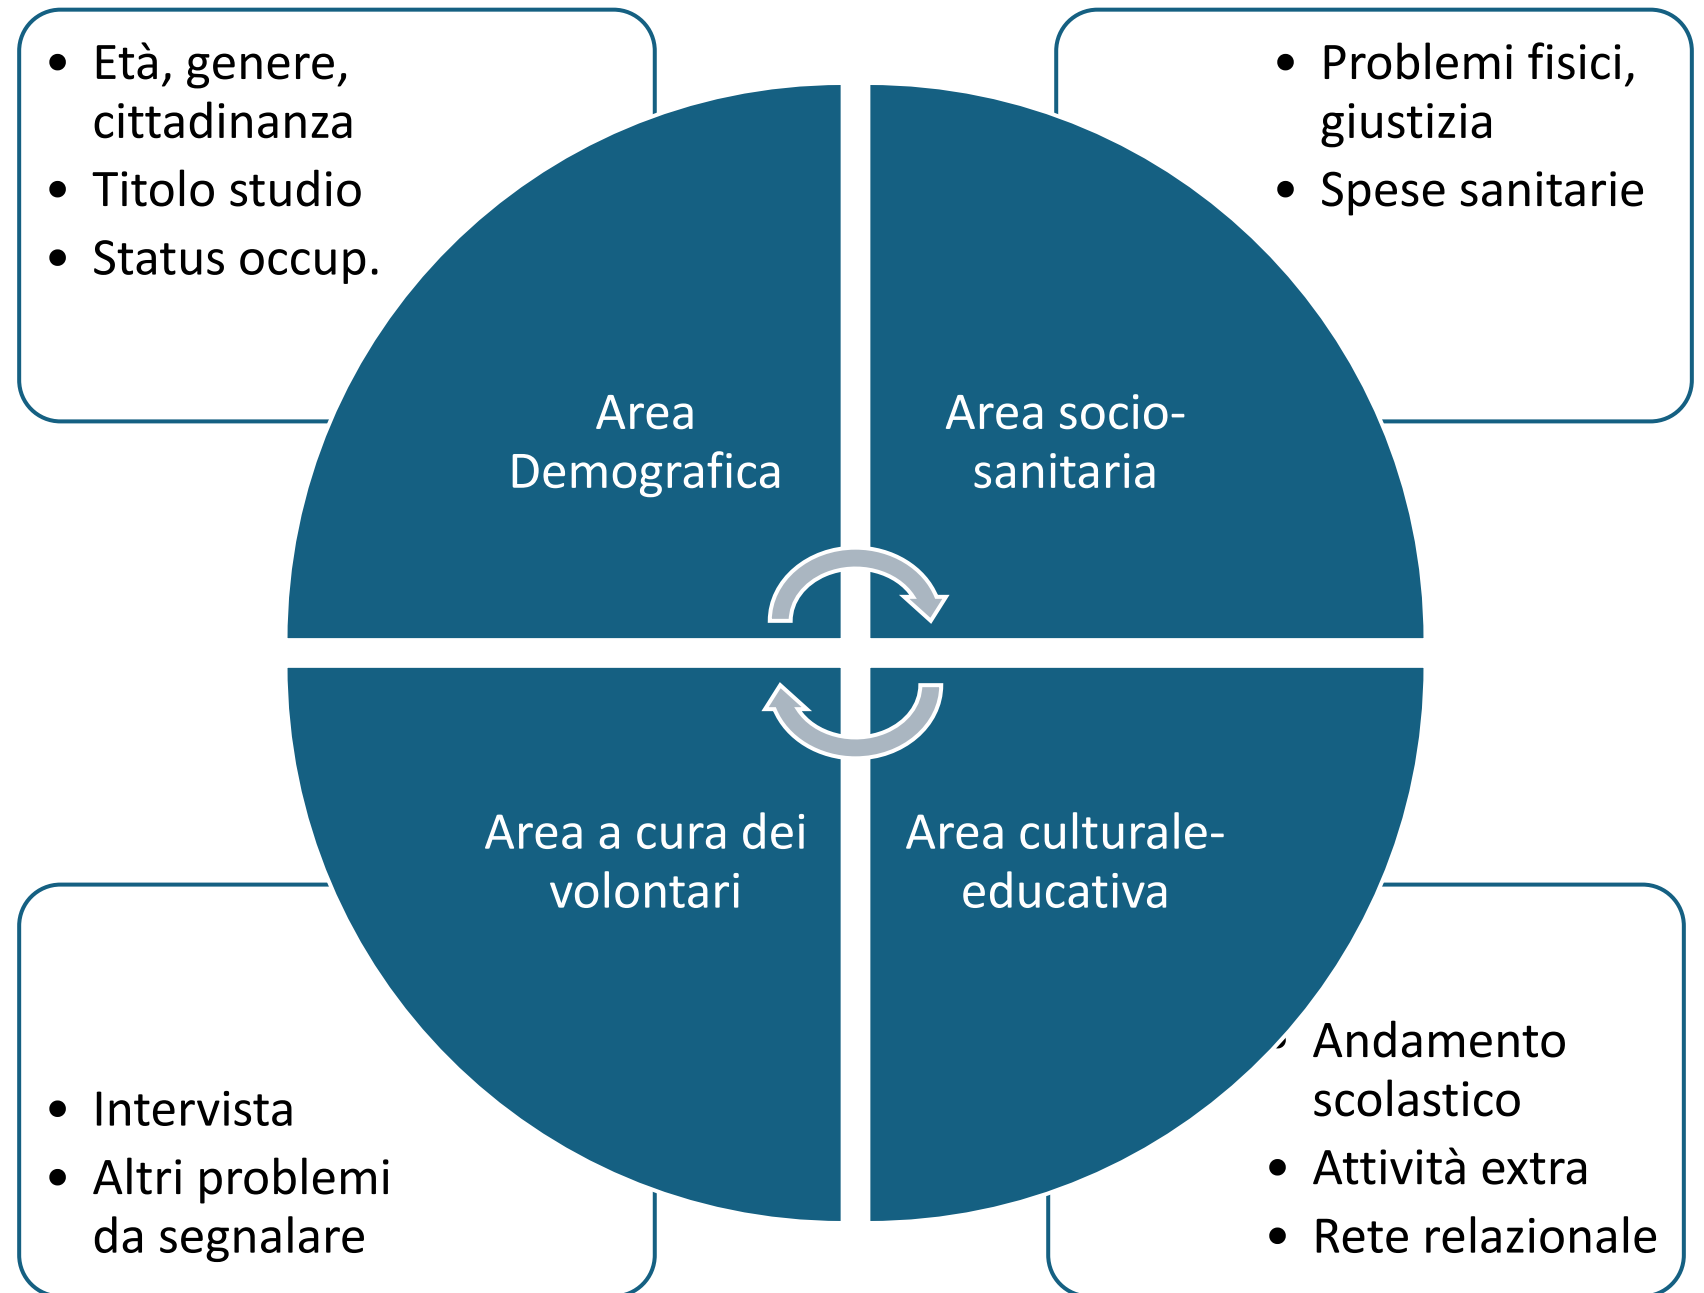 • Età, genere,
cittadinanza
• Titolo studio
• Status occup.
• Problemi fisici,
giustizia
• Spese sanitarie
Area
Demografica
Area socio-
sanitaria
Area a cura dei
volontari
Area culturale-
educativa
• Intervista
• Altri problemi
da segnalare
• Andamento
scolastico
• Attività extra
• Rete relazionale